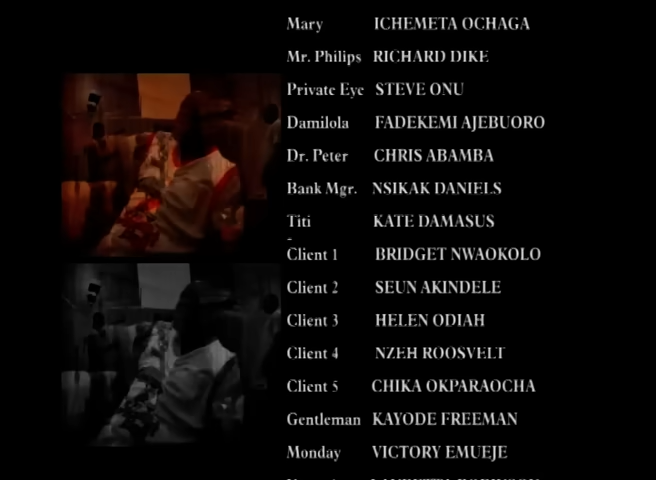 Mary ICHEMETA OCHAGA
Mr. Philips RICHARD DIKE
Private Eye STEVE ONU
Damilola FADEKEMI AJEBUORO
Dr. Peter CHRIS ABAMBA
Bank Mgr. NSIKAK DANIELS
Titi KATE DAMASUS
-
Client 1 BRIDGET NWAOKOLO
Client 2 SEUN AKINDELE
Client 3 HELEN ODIAH
Client 4 NZEH ROOSVELT
Client 5 CHIKA OKPARAOCHA
Gentleman KAYODE FREEMAN
Monday VICTORY EMUEJE